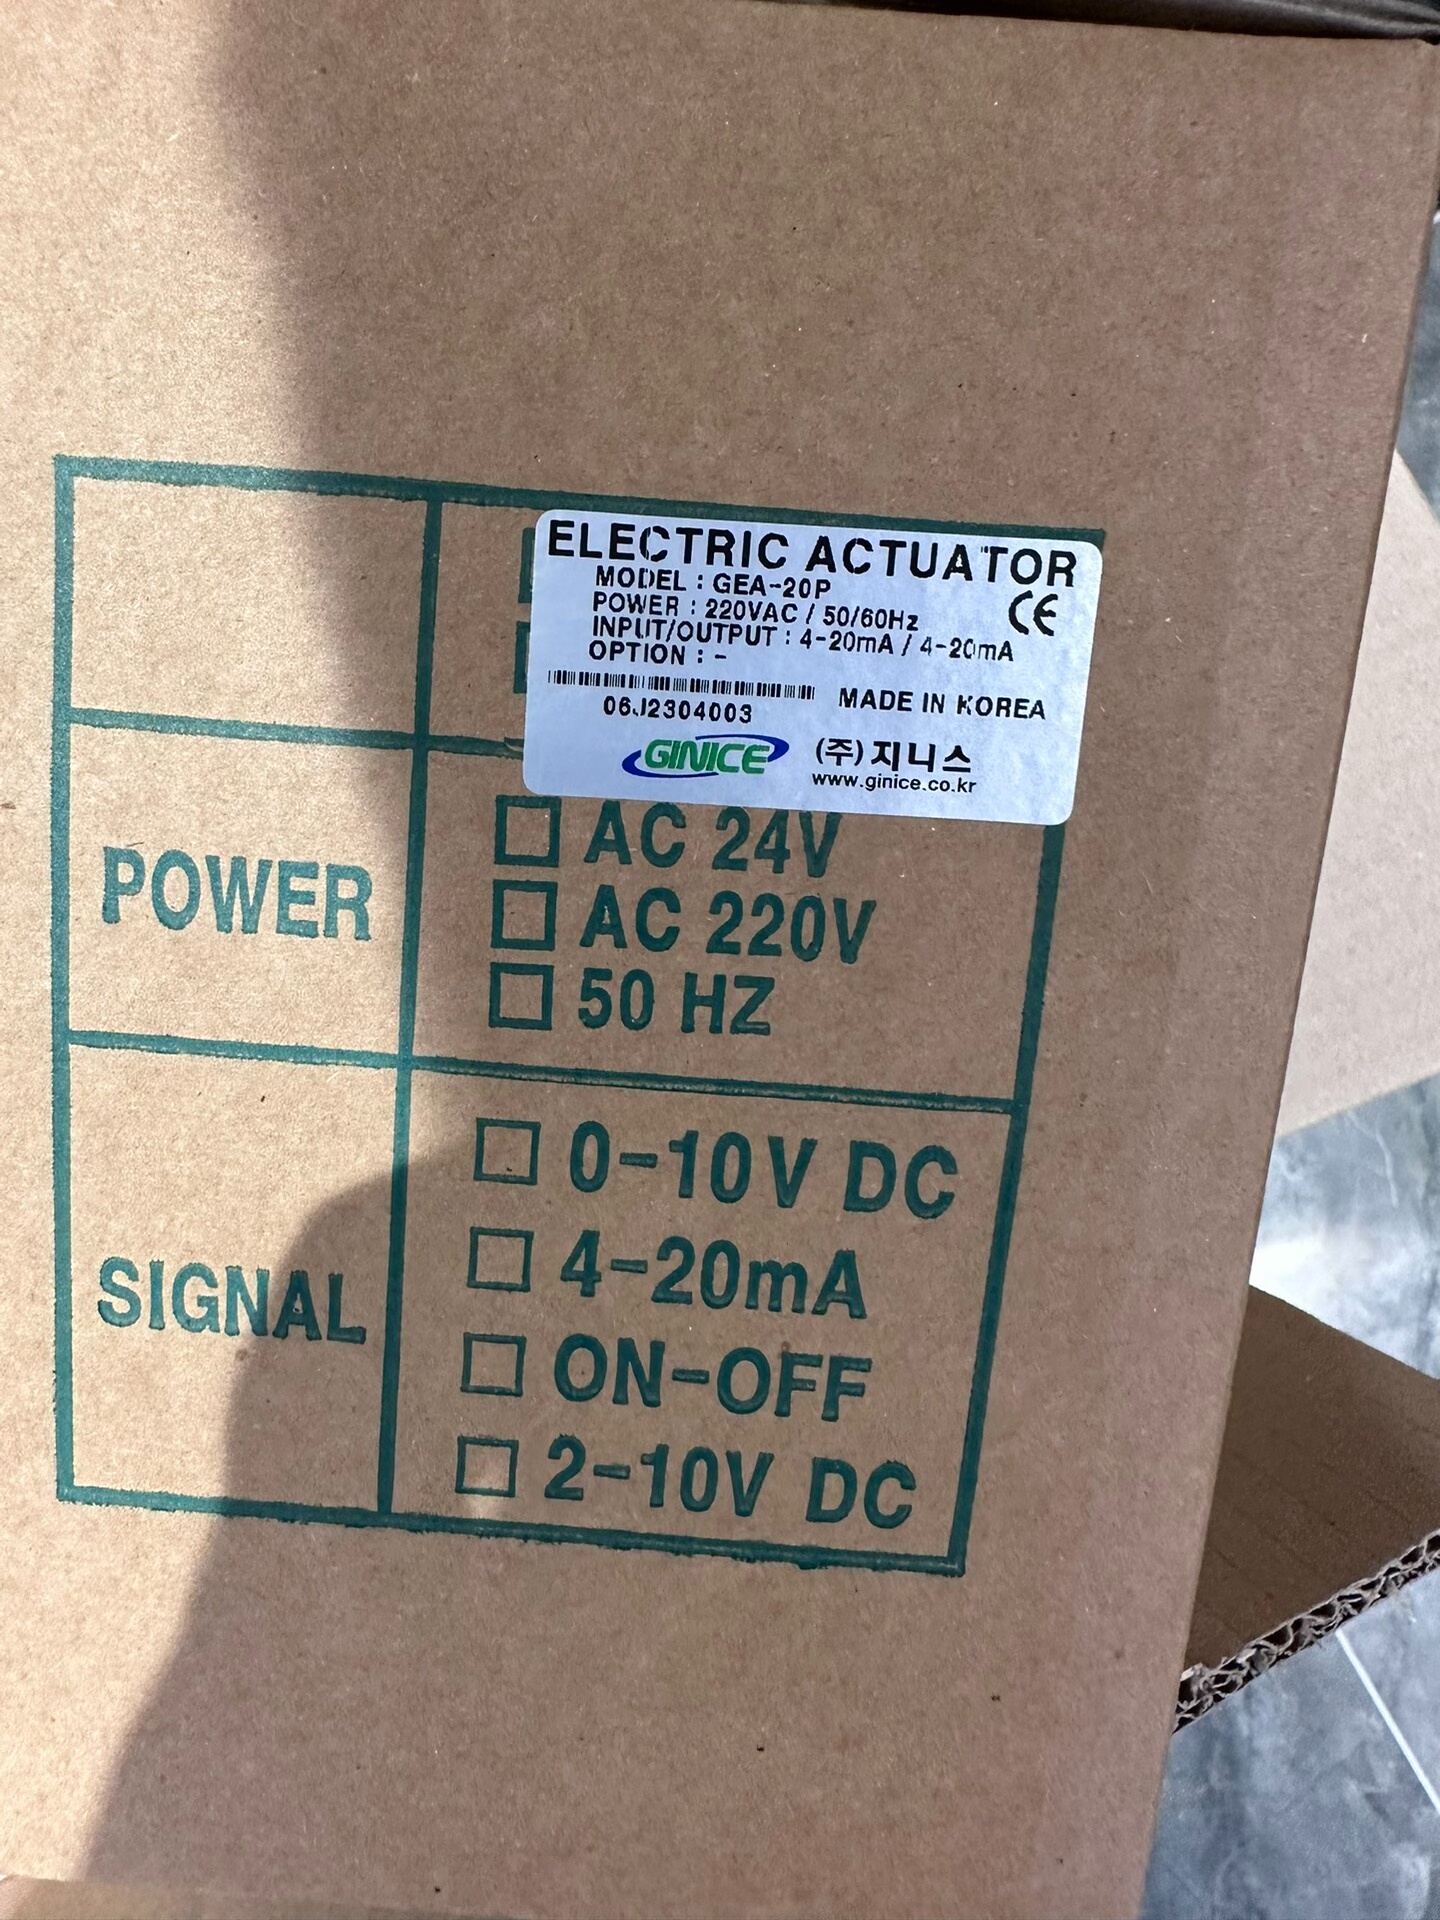 ELECTRIC ACTUATOR
MODEL : GEA-20P
POWER : 220VAC / 50/60Hz
CE
INPUT/OUTPUT : 4-20mA / 4-20mA
OPTION : -
MADE IN KOREA
06J2304003
GINICE
(주)지니스
www.ginice.co.kr
POWER
AC 24V
AC 220V
50 HZ
SIGNAL
0-10V DC
4-20mA
ON-OFF
2-10V DC